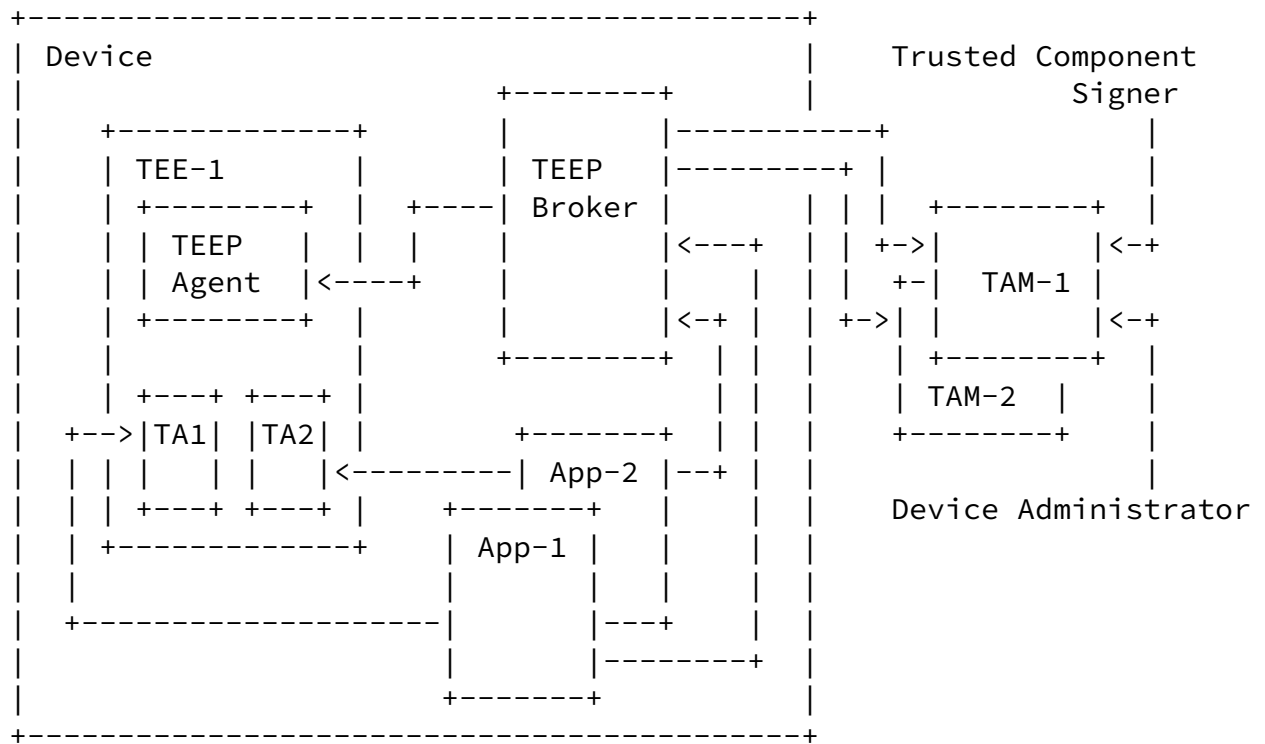 Device
Trusted Component
Signer
TEE-1
TEEP
Broker
TEEP
Agent
TAM-1
TAM-2
TA1
TA2
App-2
App-1
Device Administrator